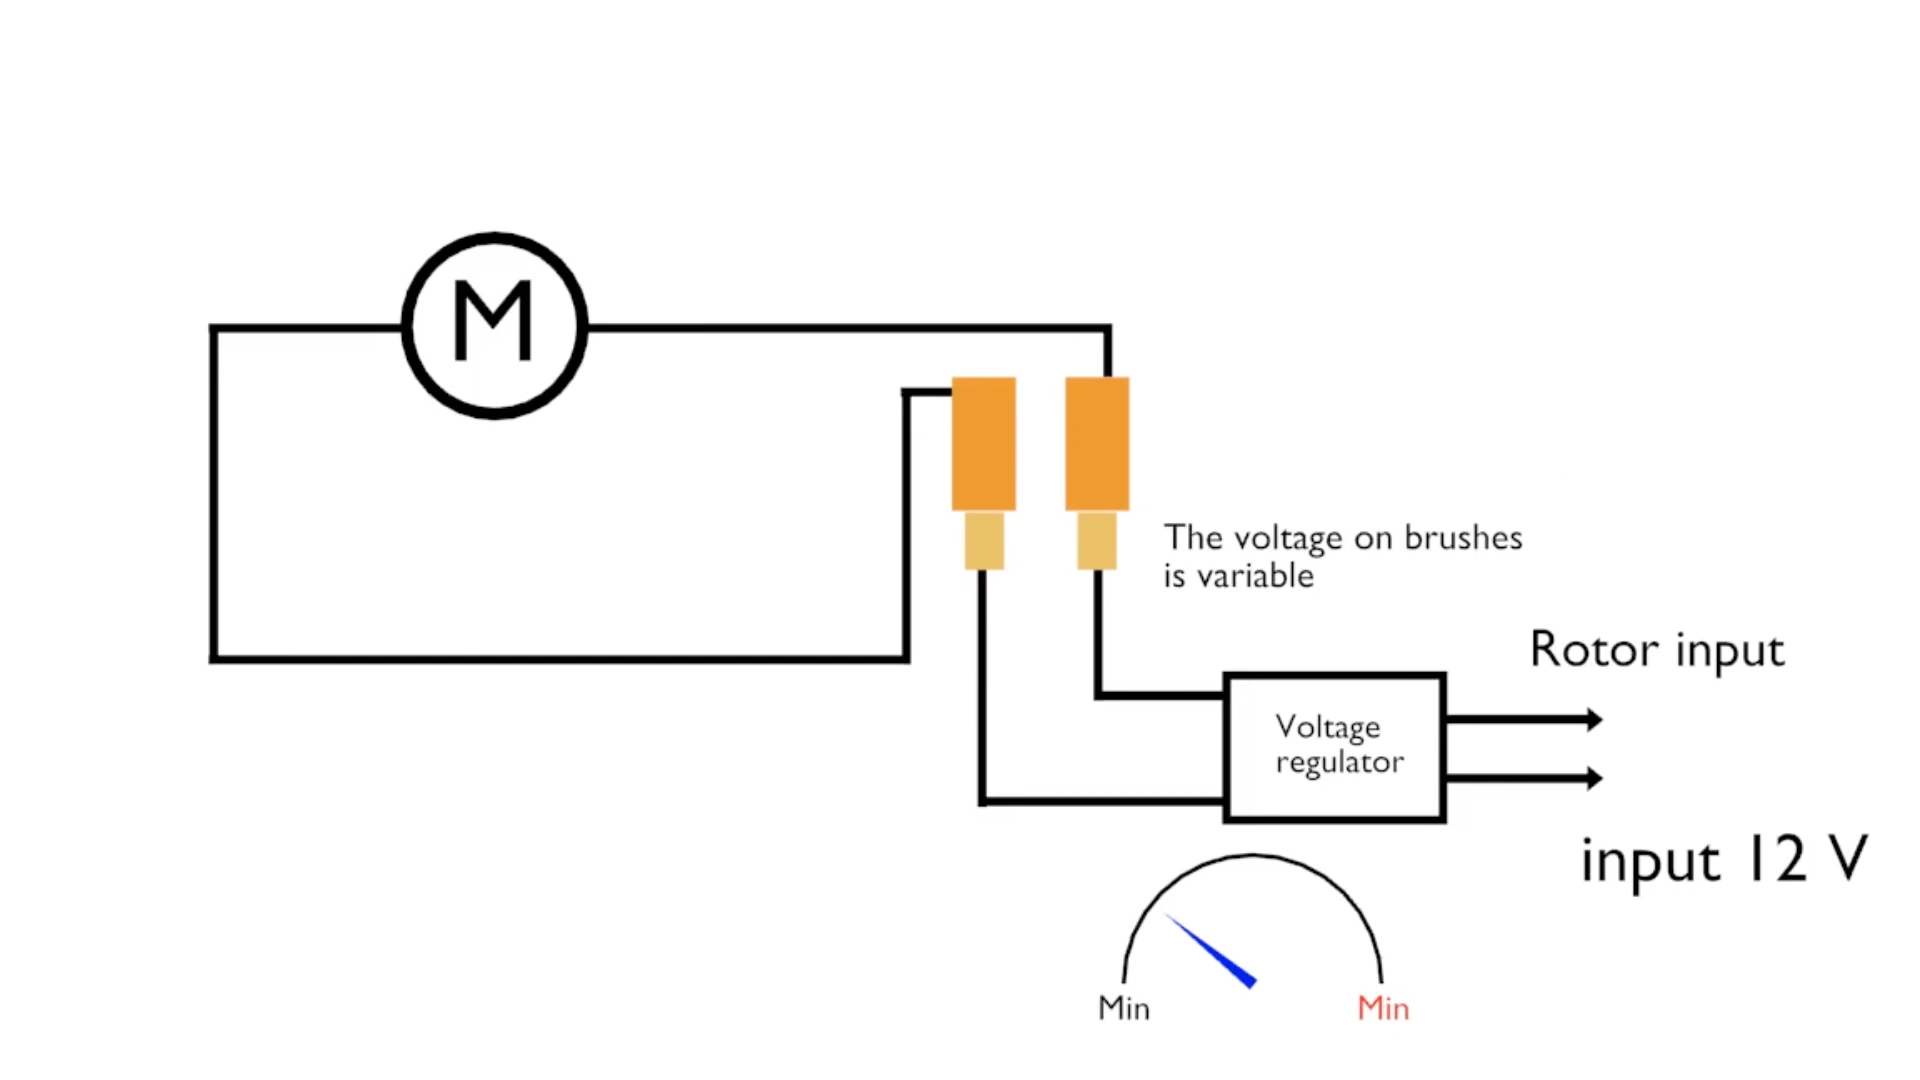 M
The voltage on brushes
is variable
Rotor input
Voltage
regulator
input 12 V
Min
Min